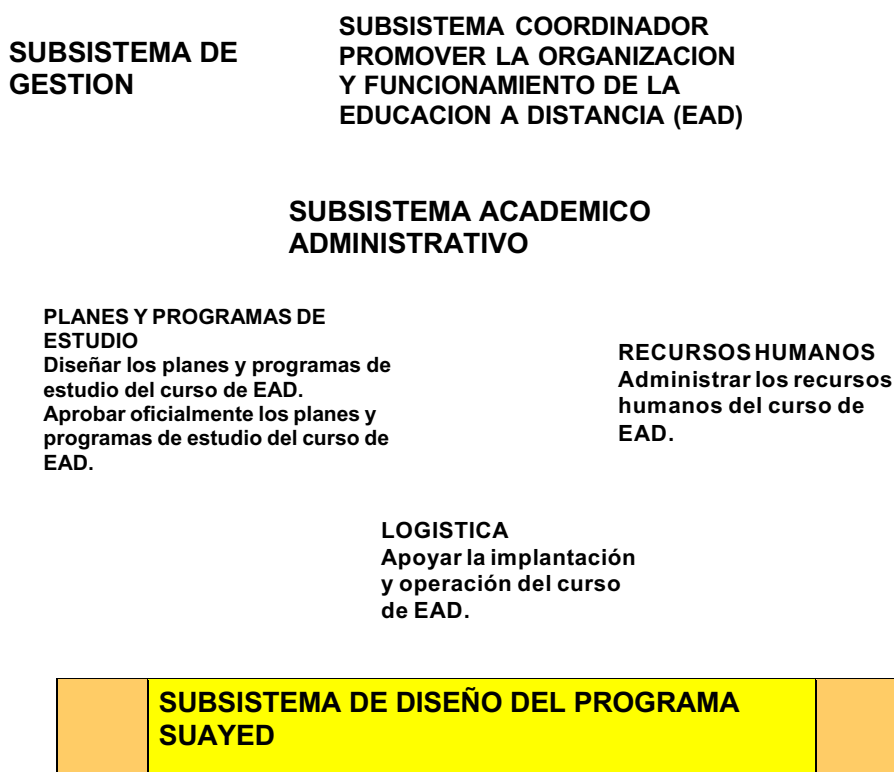 SUBSISTEMA DE
GESTION
SUBSISTEMA COORDINADOR
PROMOVER LA ORGANIZACION
Y FUNCIONAMIENTO DE LA
EDUCACION A DISTANCIA (EAD)
SUBSISTEMA ACADEMICO
ADMINISTRATIVO
PLANES Y PROGRAMAS DE
ESTUDIO
Diseñar los planes y programas de
estudio del curso de EAD.
Aprobar oficialmente los planes y
programas de estudio del curso de
EAD.
RECURSOS HUMANOS
Administrar los recursos
humanos del curso de
EAD.
LOGISTICA
Apoyar la implantación
y operación del curso
de EAD.
SUBSISTEMA DE DISEÑO DEL PROGRAMA
SUAYED